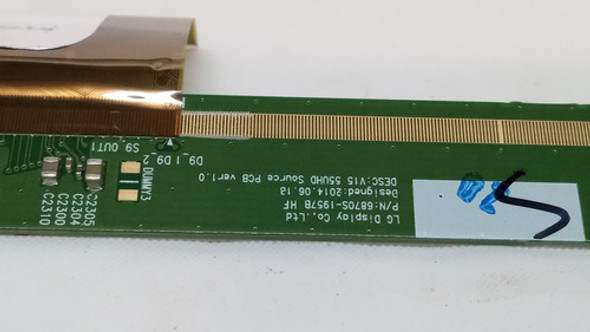 LG Display Co.,Ltd
P/N:6870S-1957B HF
Designed:2014.06.13
DESC:V15 55UHD Source PCB ver1.0
D9_1 D9_2
DUMMY3
S9_OUT1
C2305
C2304
C2300
C2310